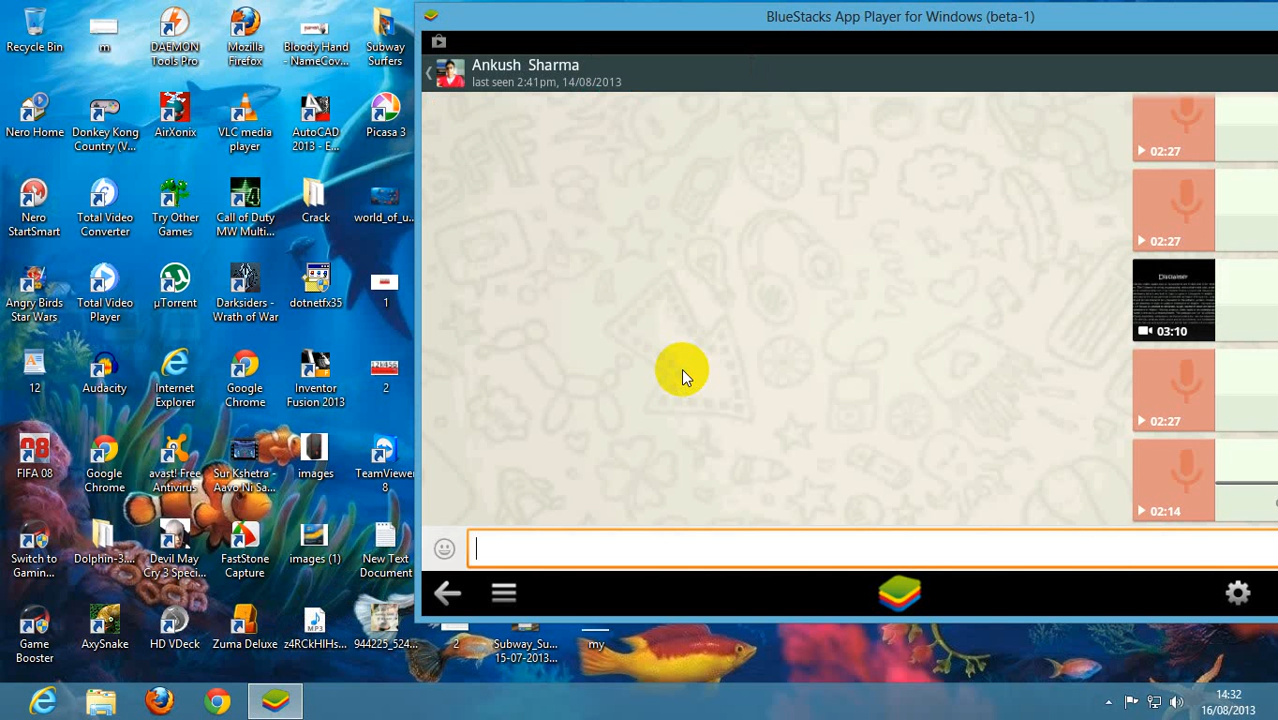 BlueStacks App Player for Windows (beta-1)
Ankush Sharma
last seen 2:41pm, 14/08/2013
02:27
02:27
Disclaimer
03:10
02:27
02:14
Recycle Bin
m
DAEMON
Tools Pro
Mozilla
Firefox
Bloody Hand
- NameCov...
Subway
Surfers
Nero Home
Donkey Kong
Country (V...
AirXonix
VLC media
player
AutoCAD
2013 - E...
Picasa 3
Nero
StartSmart
Total Video
Converter
Try Other
Games
Call of Duty
MW Multi...
Crack
world_of_u...
Angry Birds
Star Wars
Total Video
Player
µTorrent
Darksiders -
Wrath of War
dotnetfx35
1
12
Audacity
Internet
Explorer
Google
Chrome
Inventor
Fusion 2013
2
FIFA 08
Google
Chrome
avast! Free
Antivirus
Sur Kshetra -
Aavo Ni Sa...
images
TeamViewer
8
Switch to
Gamin...
Dolphin-3....
Devil May
Cry 3 Speci...
FastStone
Capture
images (1)
New Text
Document
Game
Booster
AxySnake
HD VDeck
Zuma Deluxe
MP3
z4RCkHIHs...
944225_524...
2
Subway_Su...
15-07-2013...
my
14:32
16/08/2013